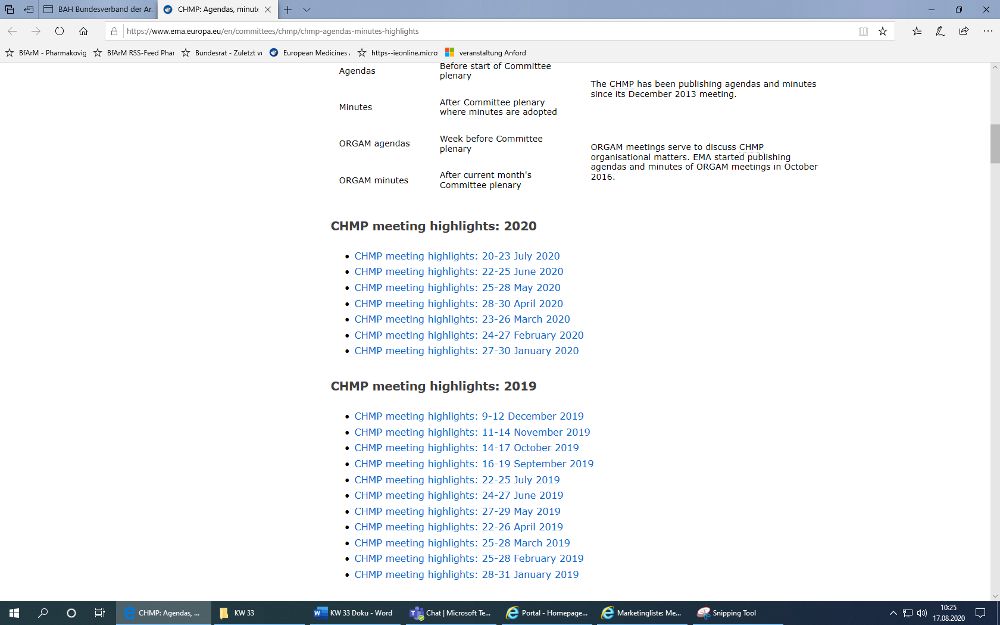 BAH Bundesverband der Ar.
CHMP: Agendas, minute
https://www.ema.europa.eu/en/committees/chmp/chmp-agendas-minutes-highlights
BfArM - Pharmakovig
BfArM RSS-Feed Phar
Bundesrat - Zuletzt ve
European Medicines A
https--ieonline.micro
veranstaltung Anford
Agendas
Before start of Committee
plenary
The CHMP has been publishing agendas and minutes
since its December 2013 meeting.
Minutes
After Committee plenary
where minutes are adopted
ORGAM agendas
Week before Committee
plenary
ORGAM meetings serve to discuss CHMP
organisational matters. EMA started publishing
agendas and minutes of ORGAM meetings in October
2016.
ORGAM minutes
After current month's
Committee plenary
CHMP meeting highlights: 2020
CHMP meeting highlights: 20-23 July 2020
CHMP meeting highlights: 22-25 June 2020
CHMP meeting highlights: 25-28 May 2020
CHMP meeting highlights: 28-30 April 2020
CHMP meeting highlights: 23-26 March 2020
CHMP meeting highlights: 24-27 February 2020
CHMP meeting highlights: 27-30 January 2020
CHMP meeting highlights: 2019
CHMP meeting highlights: 9-12 December 2019
CHMP meeting highlights: 11-14 November 2019
CHMP meeting highlights: 14-17 October 2019
CHMP meeting highlights: 16-19 September 2019
CHMP meeting highlights: 22-25 July 2019
CHMP meeting highlights: 24-27 June 2019
CHMP meeting highlights: 27-29 May 2019
CHMP meeting highlights: 22-26 April 2019
CHMP meeting highlights: 25-28 March 2019
CHMP meeting highlights: 25-28 February 2019
CHMP meeting highlights: 28-31 January 2019
CHMP: Agendas, ...
KW 33
KW 33 Doku - Word
Chat | Microsoft Te...
Portal - Homepage...
Marketingliste: Me...
Snipping Tool
10:25
17.08.2020